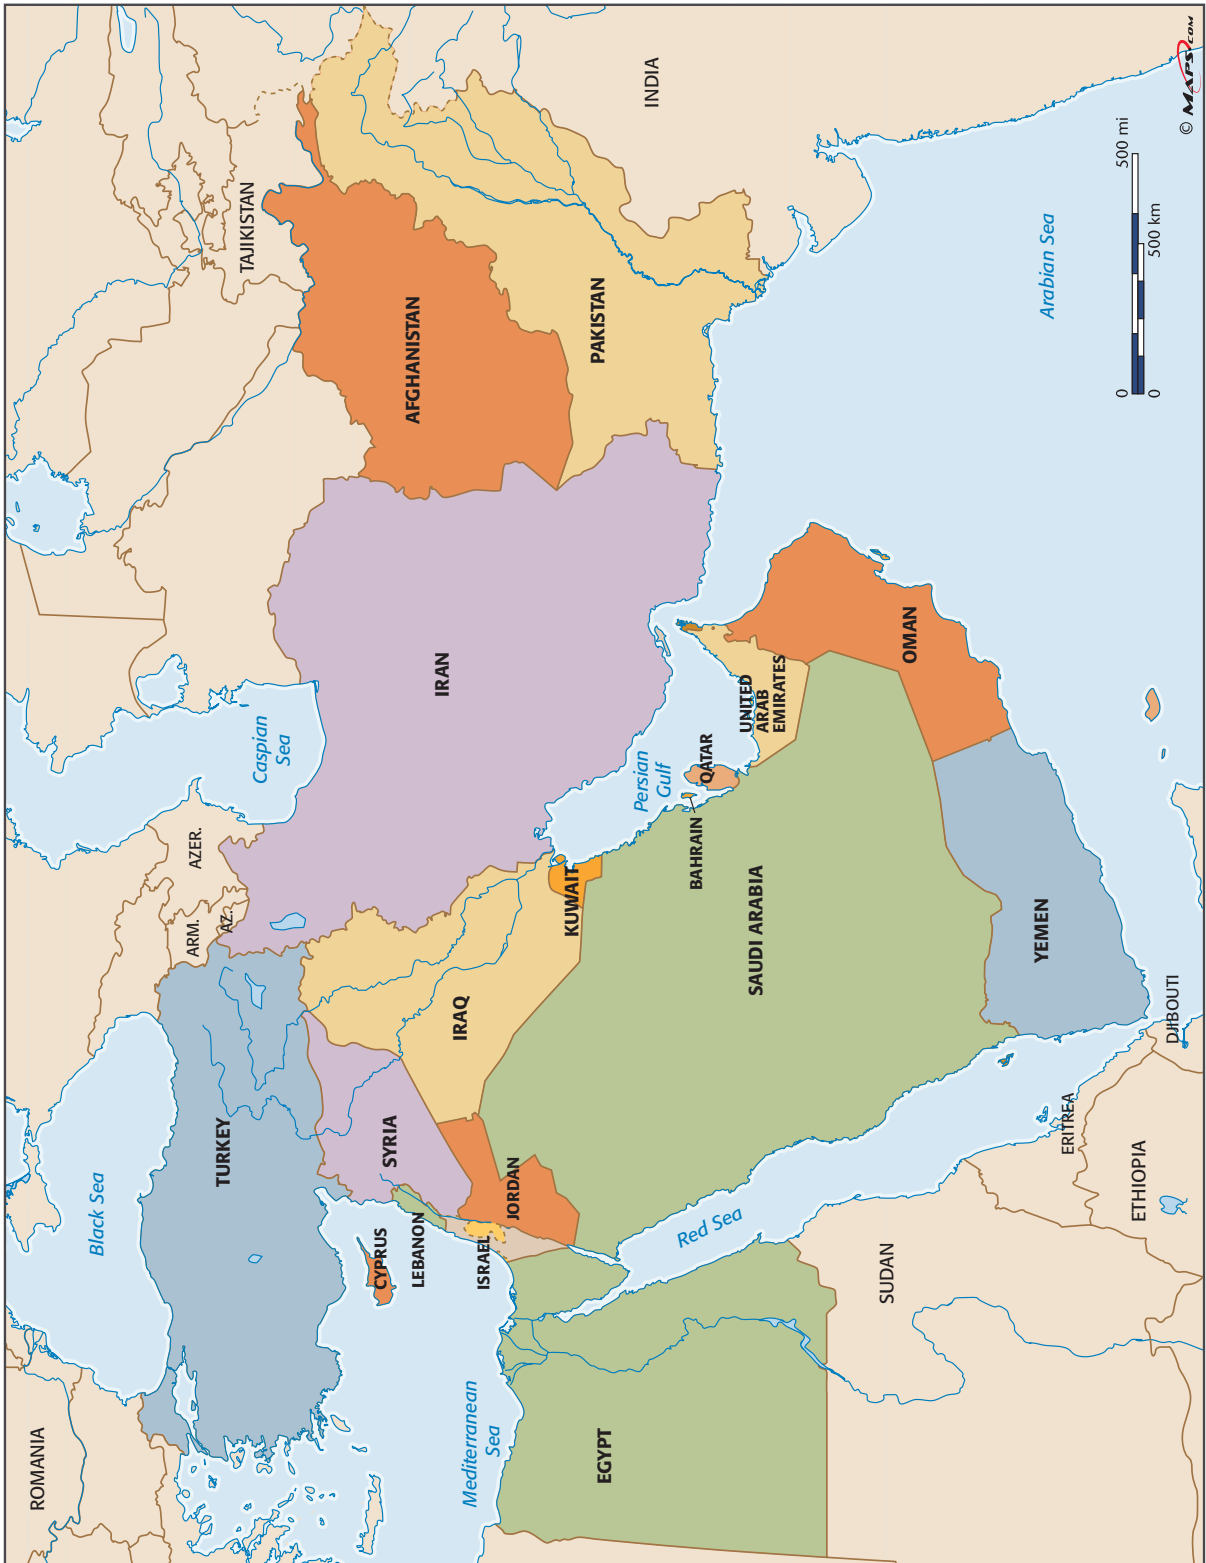 ROMANIA
Black Sea
TURKEY
ARM.
AZ.
AZER.
Caspian
Sea
TAJIKISTAN
CYPRUS
LEBANON
SYRIA
IRAQ
IRAN
AFGHANISTAN
Mediterranean
Sea
ISRAEL
JORDAN
KUWAIT
Persian
Gulf
PAKISTAN
INDIA
EGYPT
BAHRAIN
QATAR
UNITED
ARAB
EMIRATES
Red Sea
SAUDI ARABIA
OMAN
SUDAN
YEMEN
Arabian Sea
ERITREA
ETHIOPIA
DJIBOUTI
0 500 mi
0 500 km
© MAPS.COM